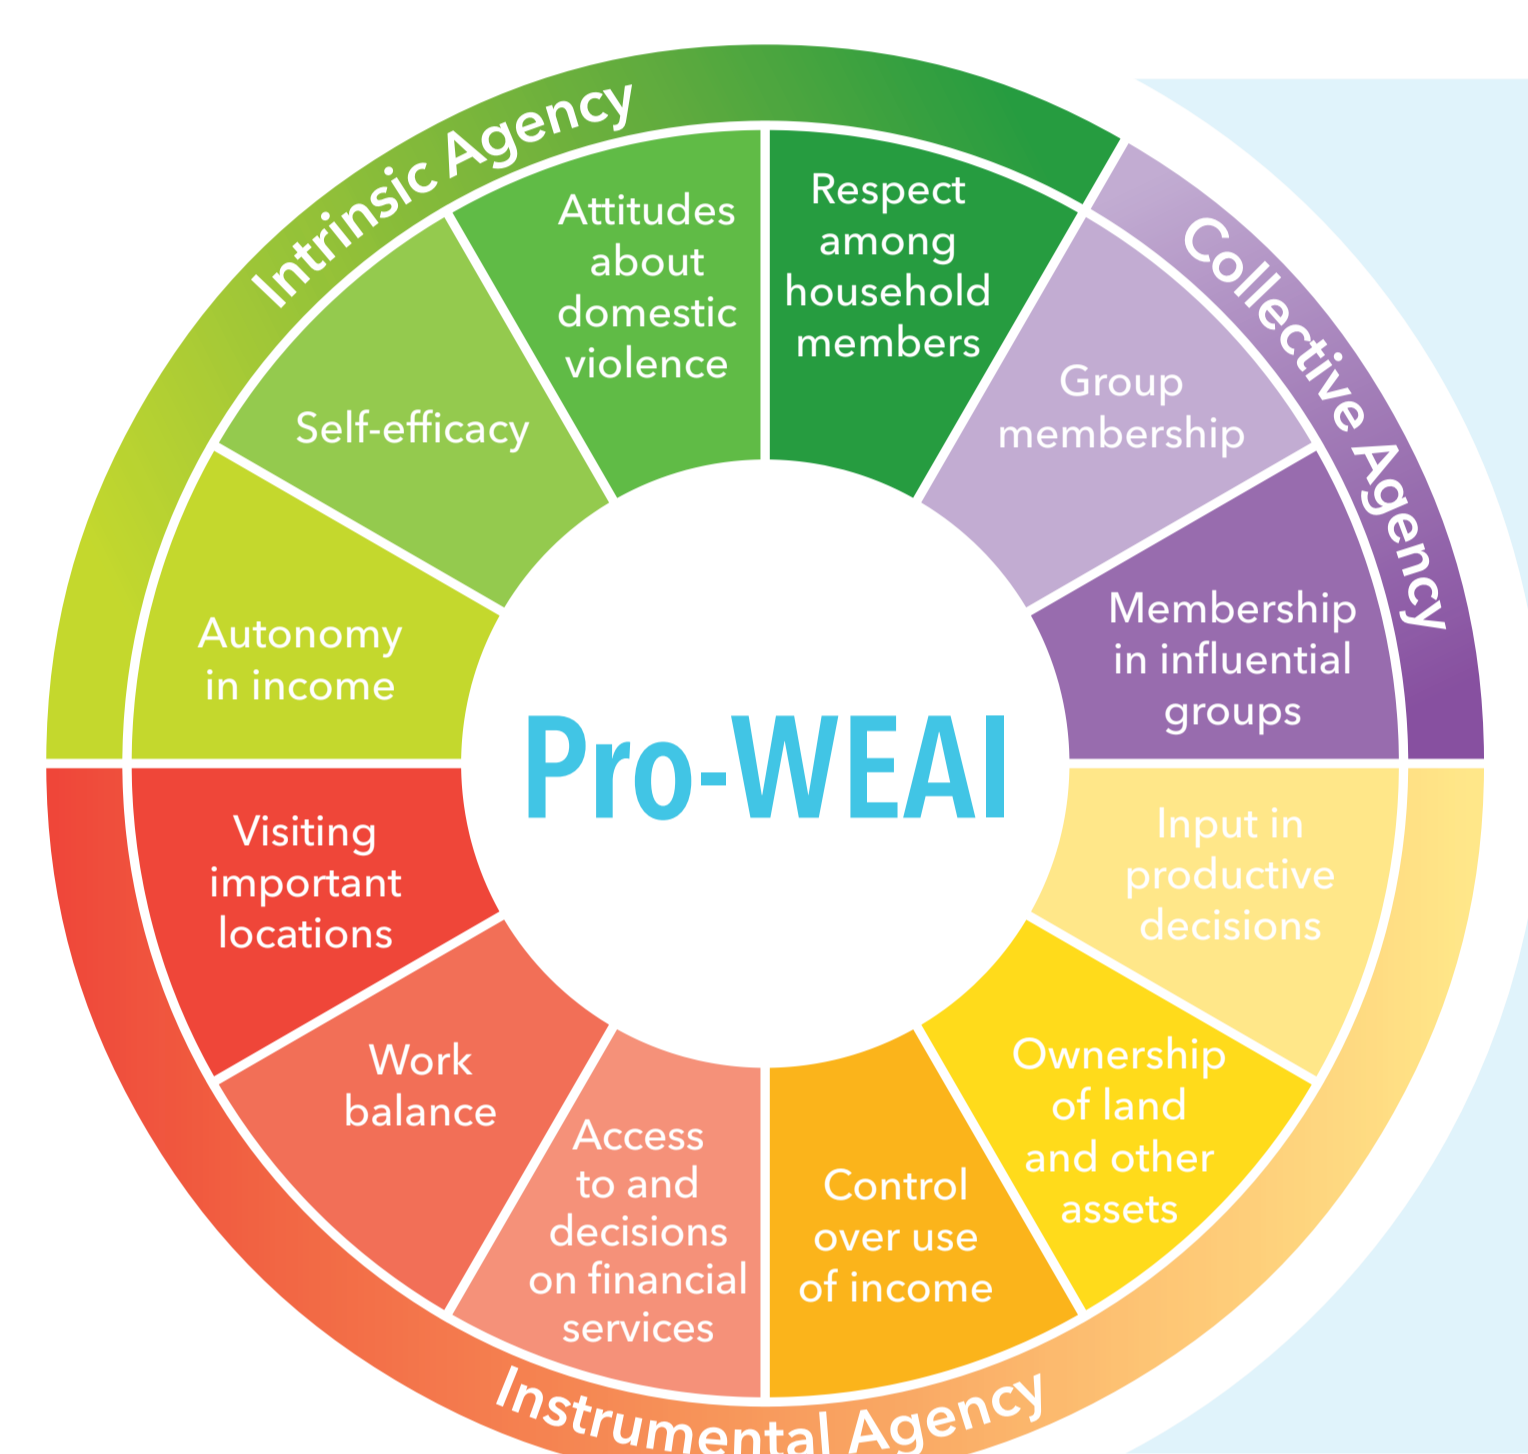 Intrinsic Agency
Attitudes
about
domestic
violence
Respect
among
household
members
Collective Agency
Group
membership
Membership
in influential
groups
Self-efficacy
Autonomy
in income
Pro-WEAI
Visiting
important
locations
Work
balance
Access
to and
decisions
on financial
services
Control
over use
of income
Ownership
of land
and other
assets
Input in
productive
decisions
Instrumental Agency